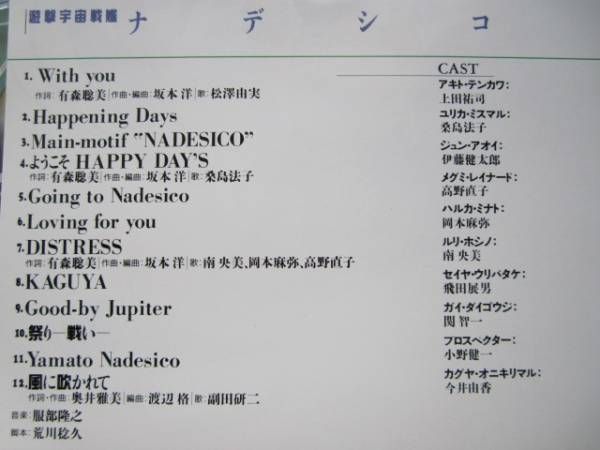 遊撃宇宙戦艦 ナデシコ
1. With you
作詞：有森聡美│作曲・編曲：坂本 洋│歌：松澤由実
2. Happening Days
3. Main-motif “NADESICO”
4. ようこそ HAPPY DAY'S
作詞：有森聡美│作曲・編曲：坂本 洋│歌：桑島法子
5. Going to Nadesico
6. Loving for you
7. DISTRESS
作詞：有森聡美│作曲・編曲：坂本 洋│歌：南 央美、岡本麻弥、高野直子
8. KAGUYA
9. Good-by Jupiter
10. 祭り―戦い―
11. Yamato Nadesico
12. 風に吹かれて
作詞・作曲：奥井雅美│編曲：渡辺 格│歌：副田研二
音楽：服部隆之
脚本：荒川稔久
CAST
アキト・テンカワ：
上田祐司
ユリカ・ミスマル：
桑島法子
ジュン・アオイ：
伊藤健太郎
メグミ・レイナード：
高野直子
ハルカ・ミナト：
岡本麻弥
ルリ・ホシノ：
南 央美
セイヤ・ウリバタケ：
飛田展男
ガイ・ダイゴウジ：
関 智一
プロスペクター：
小野健一
カグヤ・オニキリマル：
今井由香